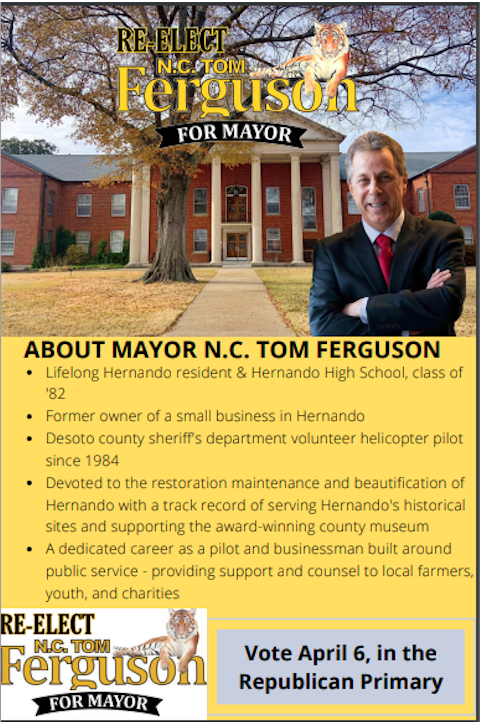 RE-ELECT
N.C. TOM
Ferguson
FOR MAYOR
ABOUT MAYOR N.C. TOM FERGUSON
• Lifelong Hernando resident & Hernando High School, class of
'82
• Former owner of a small business in Hernando
• Desoto county sheriff's department volunteer helicopter pilot
since 1984
• Devoted to the restoration maintenance and beautification of
Hernando with a track record of serving Hernando's historical
sites and supporting the award-winning county museum
• A dedicated career as a pilot and businessman built around
public service - providing support and counsel to local farmers,
youth, and charities
RE-ELECT
N.C. TOM
Ferguson
FOR MAYOR
Vote April 6, in the
Republican Primary